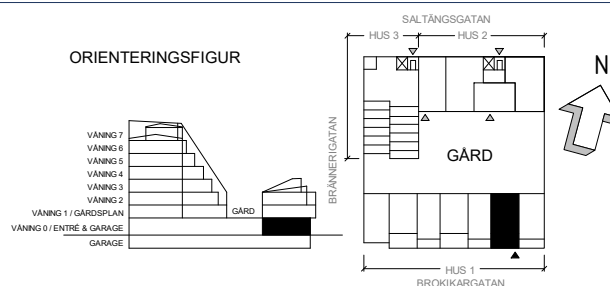 ORIENTERINGSFIGUR
VÅNING 7
VÅNING 6
VÅNING 5
VÅNING 4
VÅNING 3
VÅNING 2
VÅNING 1 / GÅRDSPLAN
GÅRD
VÅNING 0 / ENTRÉ & GARAGE
GARAGE
SALTÄNGSGATAN
HUS 3
HUS 2
BRÄNNERIGATAN
GÅRD
HUS 1
BROKIKARGATAN
N